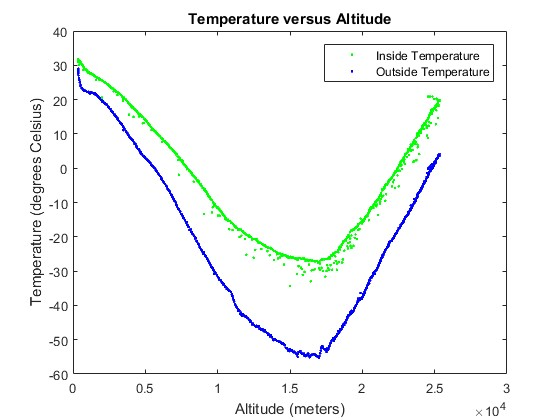 Temperature versus Altitude
Inside Temperature
Outside Temperature
Temperature (degrees Celsius)
40
30
20
10
0
-10
-20
-30
-40
-50
-60
0 0.5 1 1.5 2 2.5 3
Altitude (meters)
×10^4